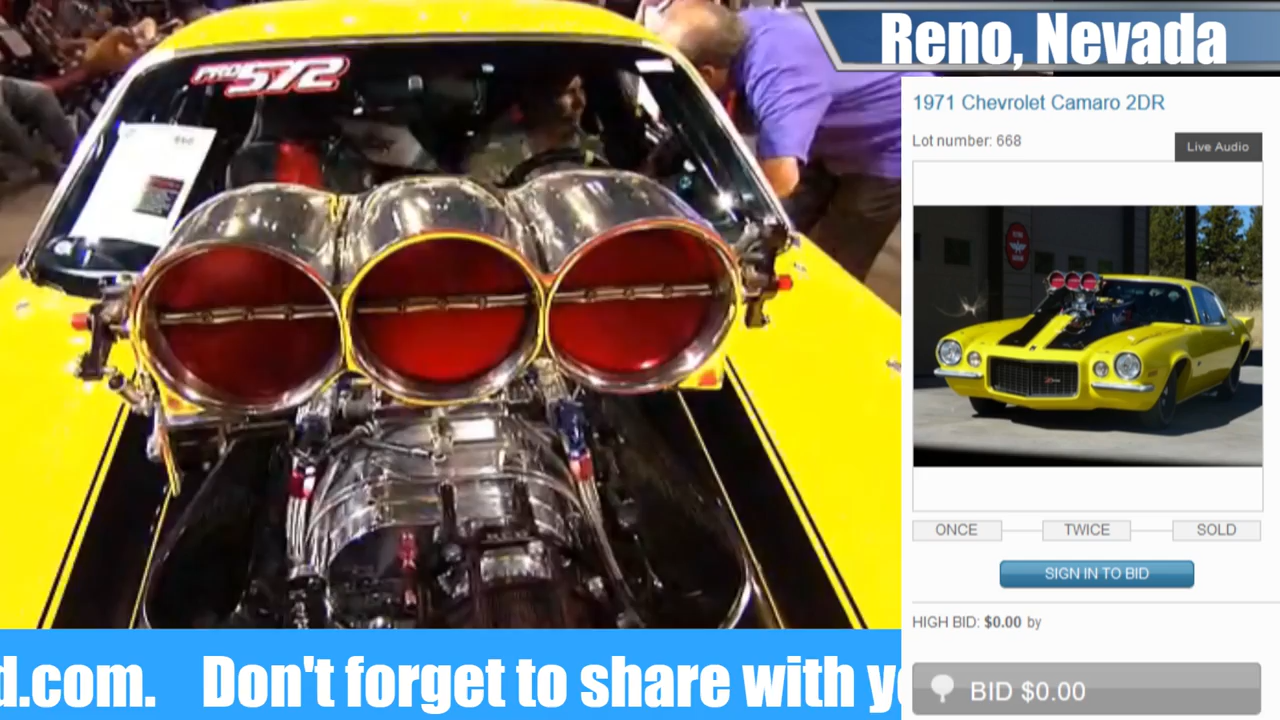 Reno, Nevada
PRO 572
1971 Chevrolet Camaro 2DR
Lot number: 668
Live Audio
ONCE TWICE SOLD
SIGN IN TO BID
HIGH BID: $0.00 by
BID $0.00
d.com. Don't forget to share with yo